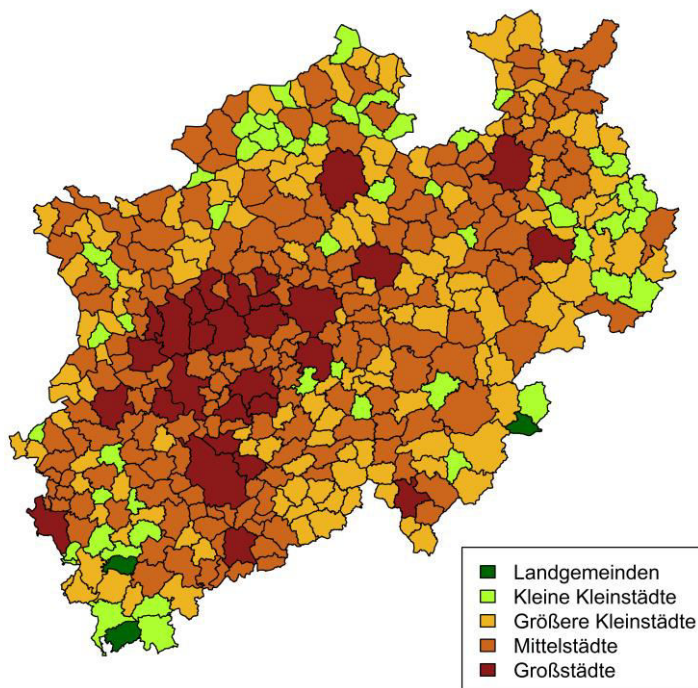 Landgemeinden
Kleine Kleinstädte
Größere Kleinstädte
Mittelstädte
Großstädte